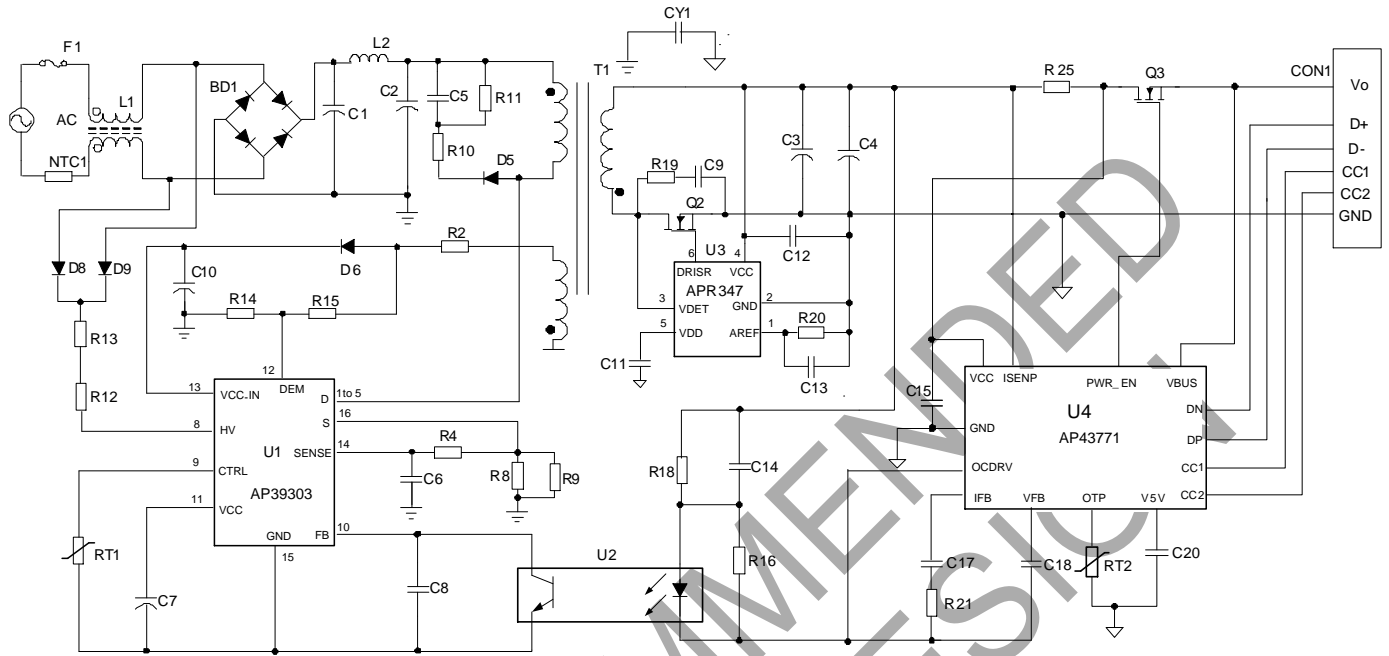 CY1
F1
L2
T1
R 25
Q3
CON1
Vo
BD1
C2
C5
R11
AC
L1
C1
C3
C4
D+
D-
NTC1
R10
D5
R19
C9
CC1
CC2
GND
Q2
R2
U3
D8
D9
C10
D6
6
4
C12
DRISR
VCC
APR347
R14
R15
3
VDET
GND
2
R13
5
VDD
AREF
1
R20
C11
C13
12
DEM
R12
13
VCC-IN
D
1to 5
16
S
VCC
ISENP
PWR_EN
VBUS
C15
8
HV
U1
14
SENSE
R4
U4
DN
GND
AP43771
DP
9
CTRL
C6
R8
R9
R18
C14
OCDRV
CC1
AP39303
11
VCC
IFB
VFB
OTP
V5V
CC2
GND
FB
10
15
RT1
U2
R16
C17
C18
RT2
C20
C7
C8
R21
MMENDED
ESIGN